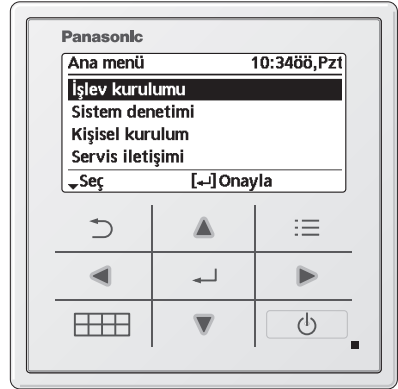 Panasonic
Ana menü 10:34öö,Pzt
İşlev kurulumu
Sistem denetimi
Kişisel kurulum
Servis iletişimi
Seç [↵]Onayla